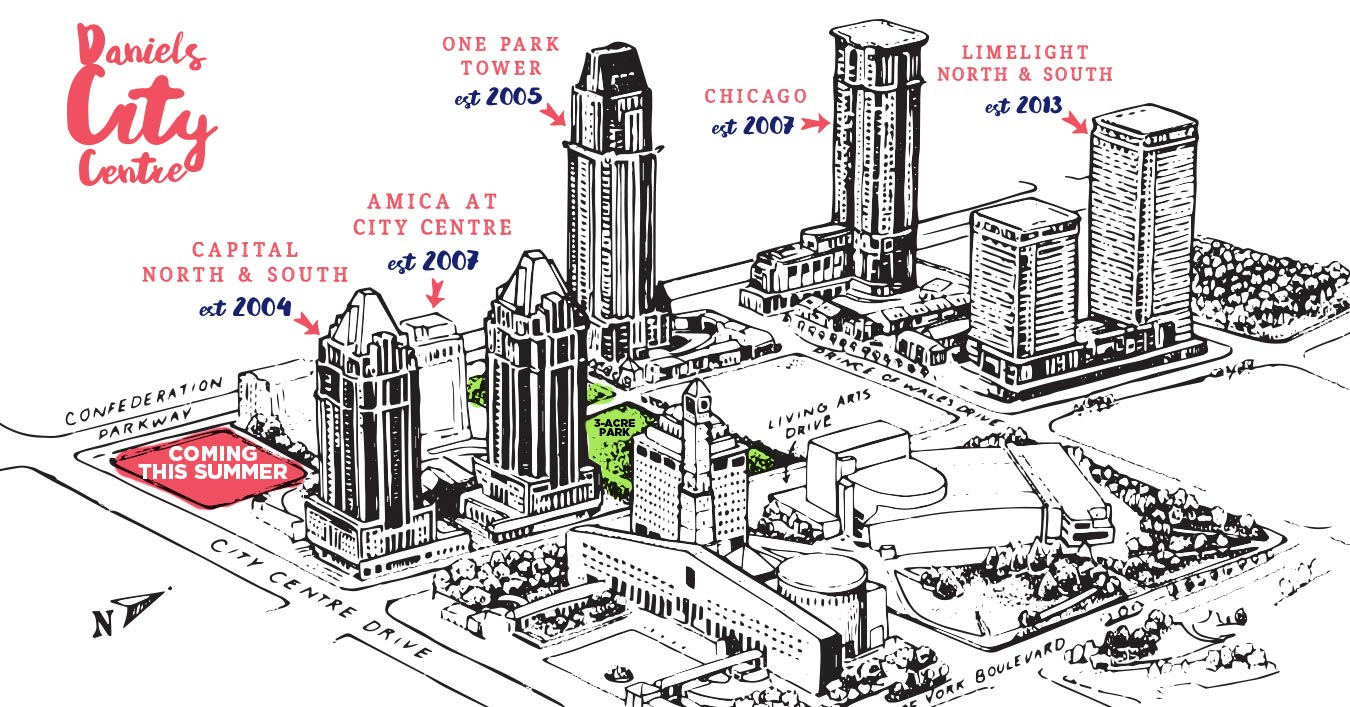 Daniels
City
Centre
ONE PARK
TOWER
est 2005
CHICAGO
est 2007
LIMELIGHT
NORTH & SOUTH
est 2013
AMICA AT
CITY CENTRE
est 2007
CAPITAL
NORTH & SOUTH
est 2004
CONFEDERATION
PARKWAY
COMING
THIS SUMMER
3-ACRE
PARK
PRINCE OF WALES DRIVE
LIVING ARTS
DRIVE
CITY CENTRE DRIVE
N
YORK BOULEVARD